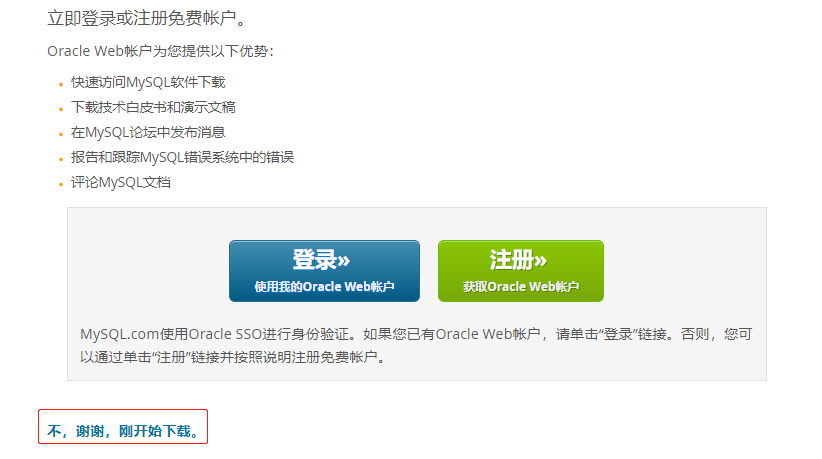 立即登录或注册免费帐户。
Oracle Web帐户为您提供以下优势：
快速访问MySQL软件下载
下载技术白皮书和演示文稿
在MySQL论坛中发布消息
报告和跟踪MySQL错误系统中的错误
评论MySQL文档
登录»
使用我的Oracle Web帐户
注册»
获取Oracle Web帐户
MySQL.com使用Oracle SSO进行身份验证。如果您已有Oracle Web帐户，请单击“登录”链接。否则，您可
以通过单击“注册”链接并按照说明注册免费帐户。
不，谢谢，刚开始下载。